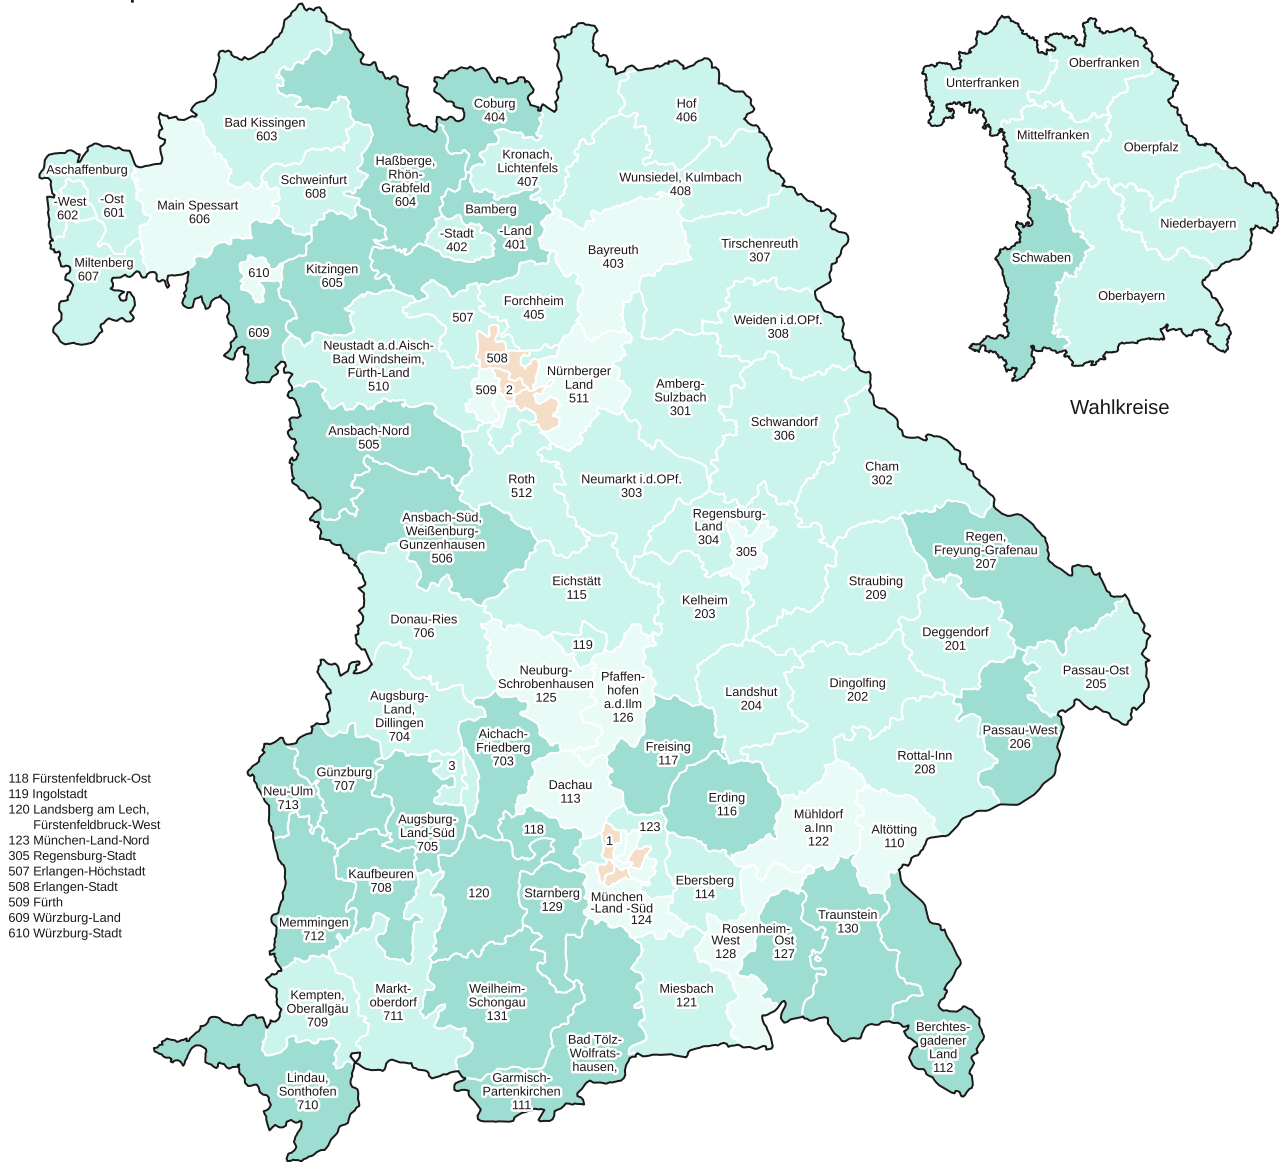 Coburg
404
Hof
406
Bad Kissingen
603
Kronach,
Lichtenfels
407
Haßberge,
Rhön-
Grabfeld
604
Aschaffenburg
-West
602
-Ost
601
Schweinfurt
608
Wunsiedel, Kulmbach
408
Main Spessart
606
Bamberg
-Stadt
402
-Land
401
Bayreuth
403
Tirschenreuth
307
Miltenberg
607
610
Kitzingen
605
Forchheim
405
507
Weiden i.d.OPf.
308
609
Neustadt a.d.Aisch-
Bad Windsheim,
Fürth-Land
510
508
509
2
Nürnberger
Land
511
Amberg-
Sulzbach
301
Schwandorf
306
Ansbach-Nord
505
Cham
302
Roth
512
Neumarkt i.d.OPf.
303
Ansbach-Süd,
Weißenburg-
Gunzenhausen
506
Regensburg-
Land
304
305
Regen,
Freyung-Grafenau
207
Eichstätt
115
Straubing
209
Kelheim
203
Donau-Ries
706
Deggendorf
201
119
Neuburg-
Schrobenhausen
125
Pfaffen-
hofen
a.d.Ilm
126
Passau-Ost
205
Dingolfing
202
Landshut
204
Augsburg-
Land,
Dillingen
704
Passau-West
206
Aichach-
Friedberg
703
Freising
117
Rottal-Inn
208
3
Günzburg
707
Neu-Ulm
713
Dachau
113
Erding
116
Mühldorf
a.Inn
122
Altötting
110
Augsburg-
Land-Süd
705
118
123
1
Kaufbeuren
708
120
Starnberg
129
Ebersberg
114
München
-Land -Süd
124
Memmingen
712
Traunstein
130
Rosenheim-
West
128
Ost
127
Kempten,
Oberallgäu
709
Markt-
oberdorf
711
Weilheim-
Schongau
131
Miesbach
121
Berchtes-
gadener
Land
112
Bad Tölz-
Wolfrats-
hausen,
Garmisch-
Partenkirchen
111
Lindau,
Sonthofen
710
Unterfranken
Oberfranken
Mittelfranken
Oberpfalz
Niederbayern
Schwaben
Oberbayern
Wahlkreise
118 Fürstenfeldbruck-Ost
119 Ingolstadt
120 Landsberg am Lech,
Fürstenfeldbruck-West
123 München-Land-Nord
305 Regensburg-Stadt
507 Erlangen-Höchstadt
508 Erlangen-Stadt
509 Fürth
609 Würzburg-Land
610 Würzburg-Stadt